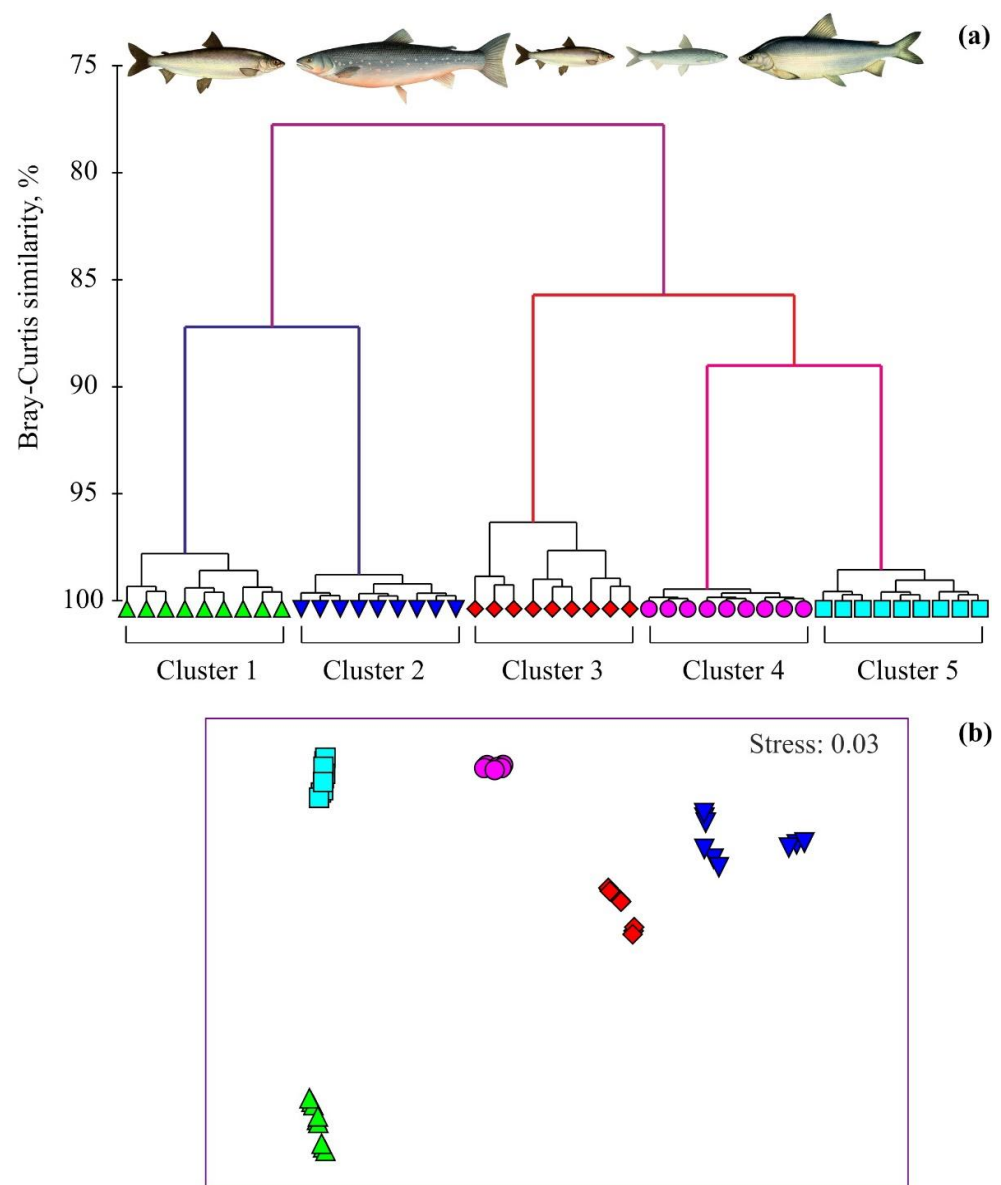 (a)
75
80
85
90
95
100
Bray-Curtis similarity, %
Cluster 1 Cluster 2 Cluster 3 Cluster 4 Cluster 5
(b)
Stress: 0.03